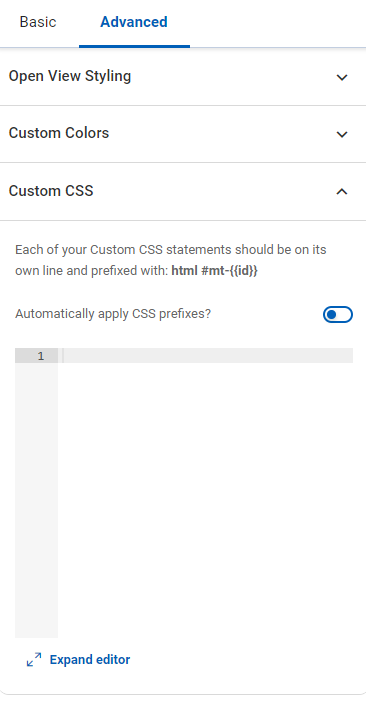 Basic Advanced
Open View Styling
Custom Colors
Custom CSS
Each of your Custom CSS statements should be on its
own line and prefixed with: html #mt-{{id}}
Automatically apply CSS prefixes?
1
Expand editor